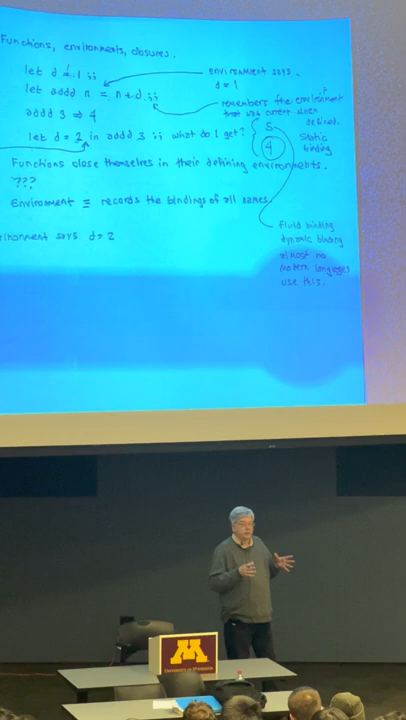 Functions, environments, closures.
let d = 1 ;;
environment says.
d = 1
let addd n = n + d ;;
remembers the environment
that was current when
defined.
addd 3 ⇒ 4
let d = 2 in addd 3 ;; what do I get?
5
4
Static
binding
Functions close themselves in their defining environments.
???
Environment ≡ records the bindings of all names.
environment says d = 2
Fluid binding
dynamic binding
almost no
modern languages
use this.
M
UNIVERSITY OF MINNESOTA